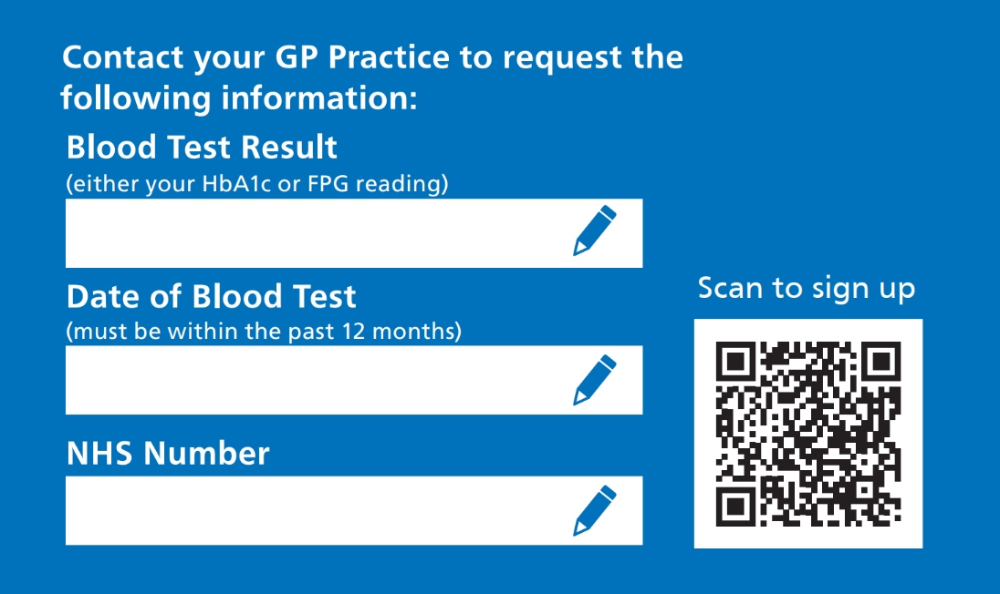 Contact your GP Practice to request the
following information:
Blood Test Result
(either your HbA1c or FPG reading)
Date of Blood Test
(must be within the past 12 months)
Scan to sign up
NHS Number